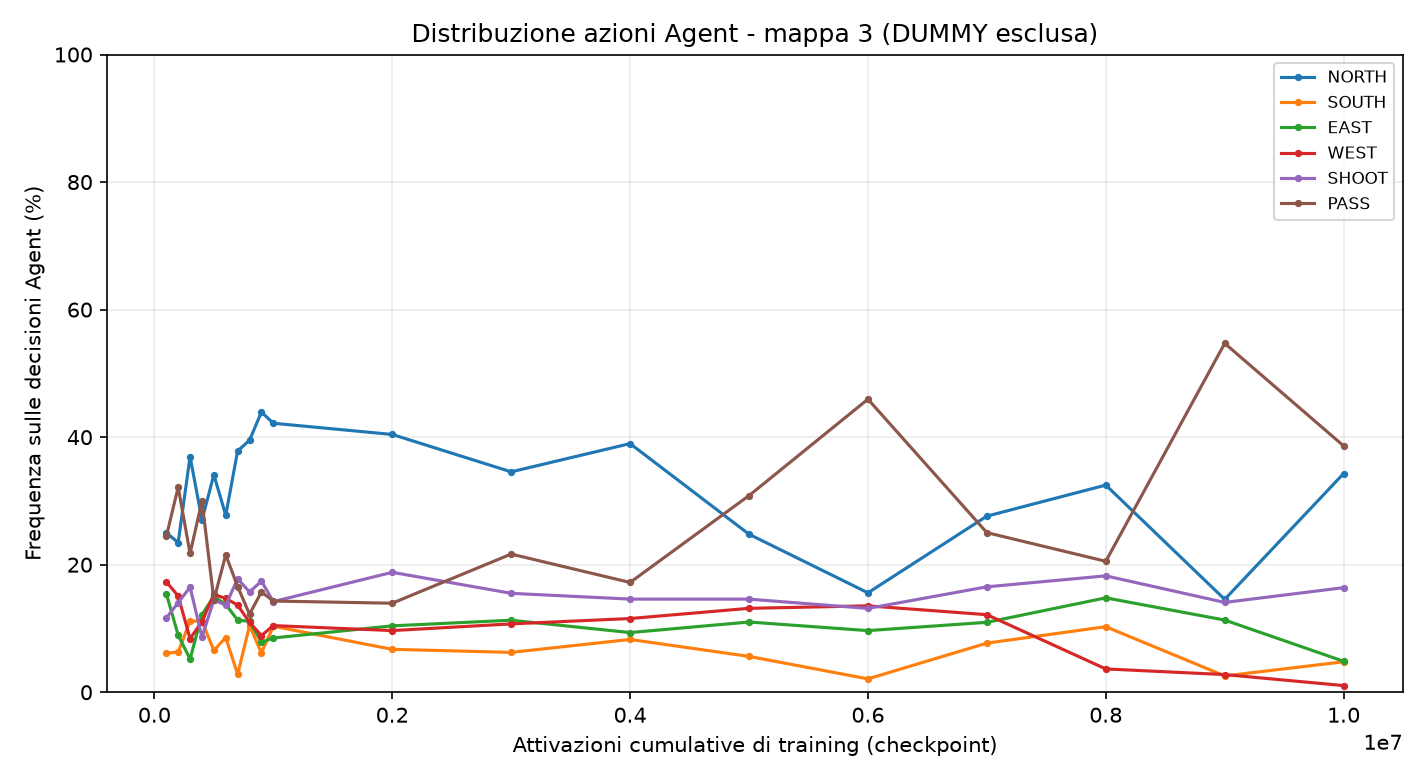 Distribuzione azioni Agent - mappa 3 (DUMMY esclusa)
100
80
60
40
20
0
Frequenza sulle decisioni Agent (%)
NORTH
SOUTH
EAST
WEST
SHOOT
PASS
0.0
0.2
0.4
0.6
0.8
1.0
1e7
Attivazioni cumulative di training (checkpoint)